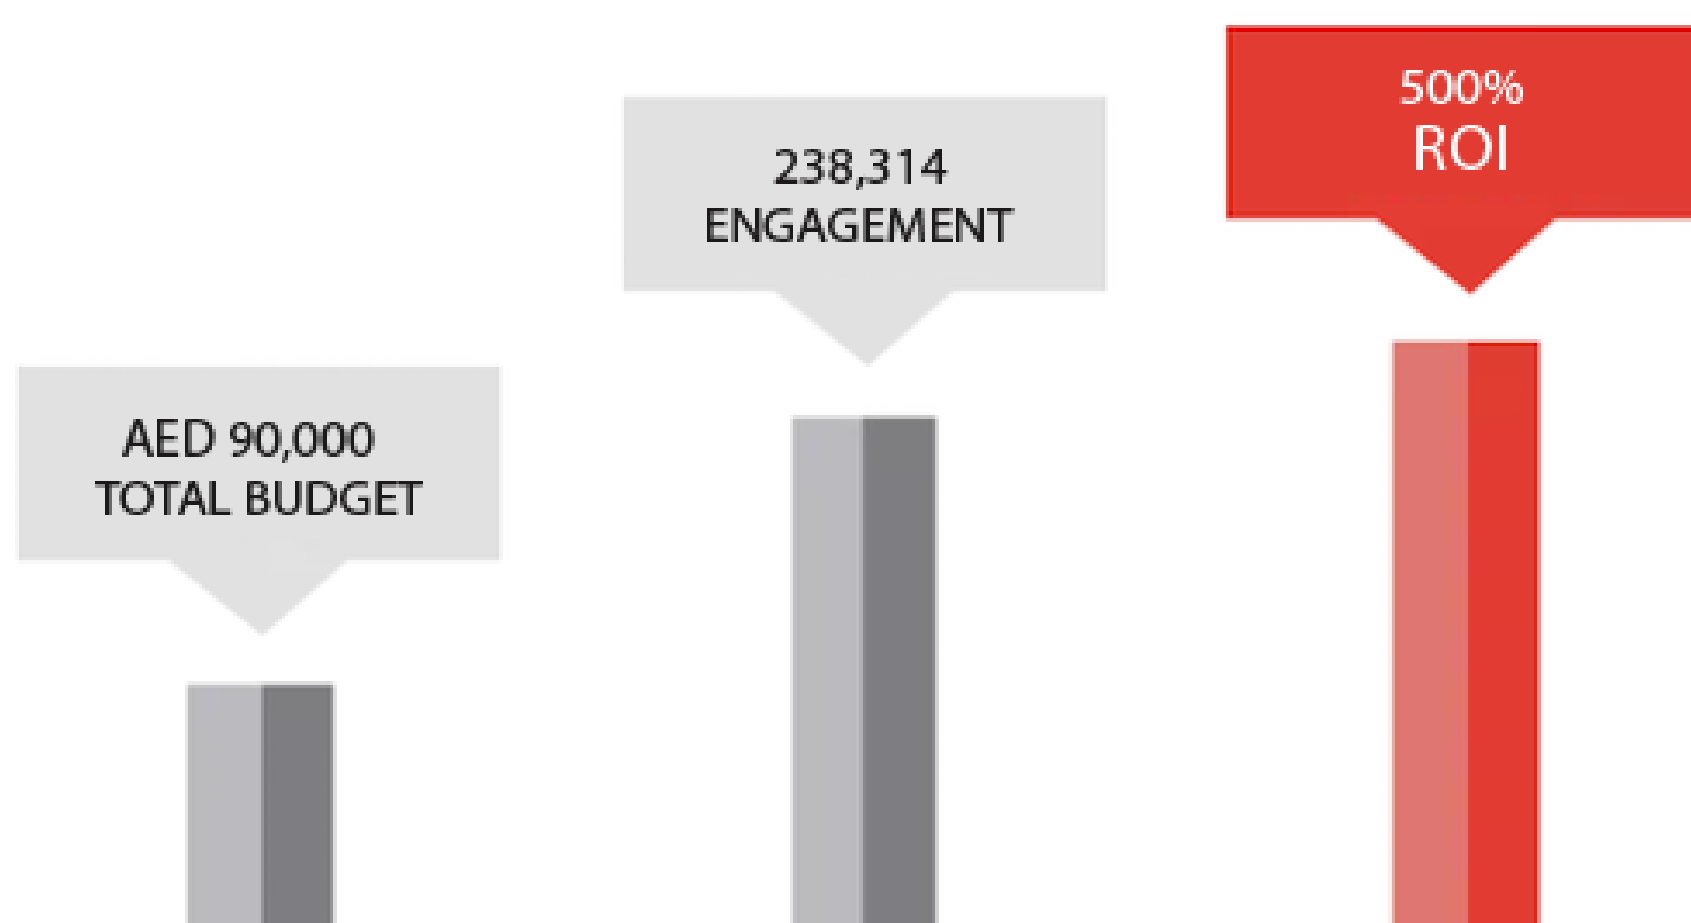 AED 90,000
TOTAL BUDGET
238,314
ENGAGEMENT
500%
ROI